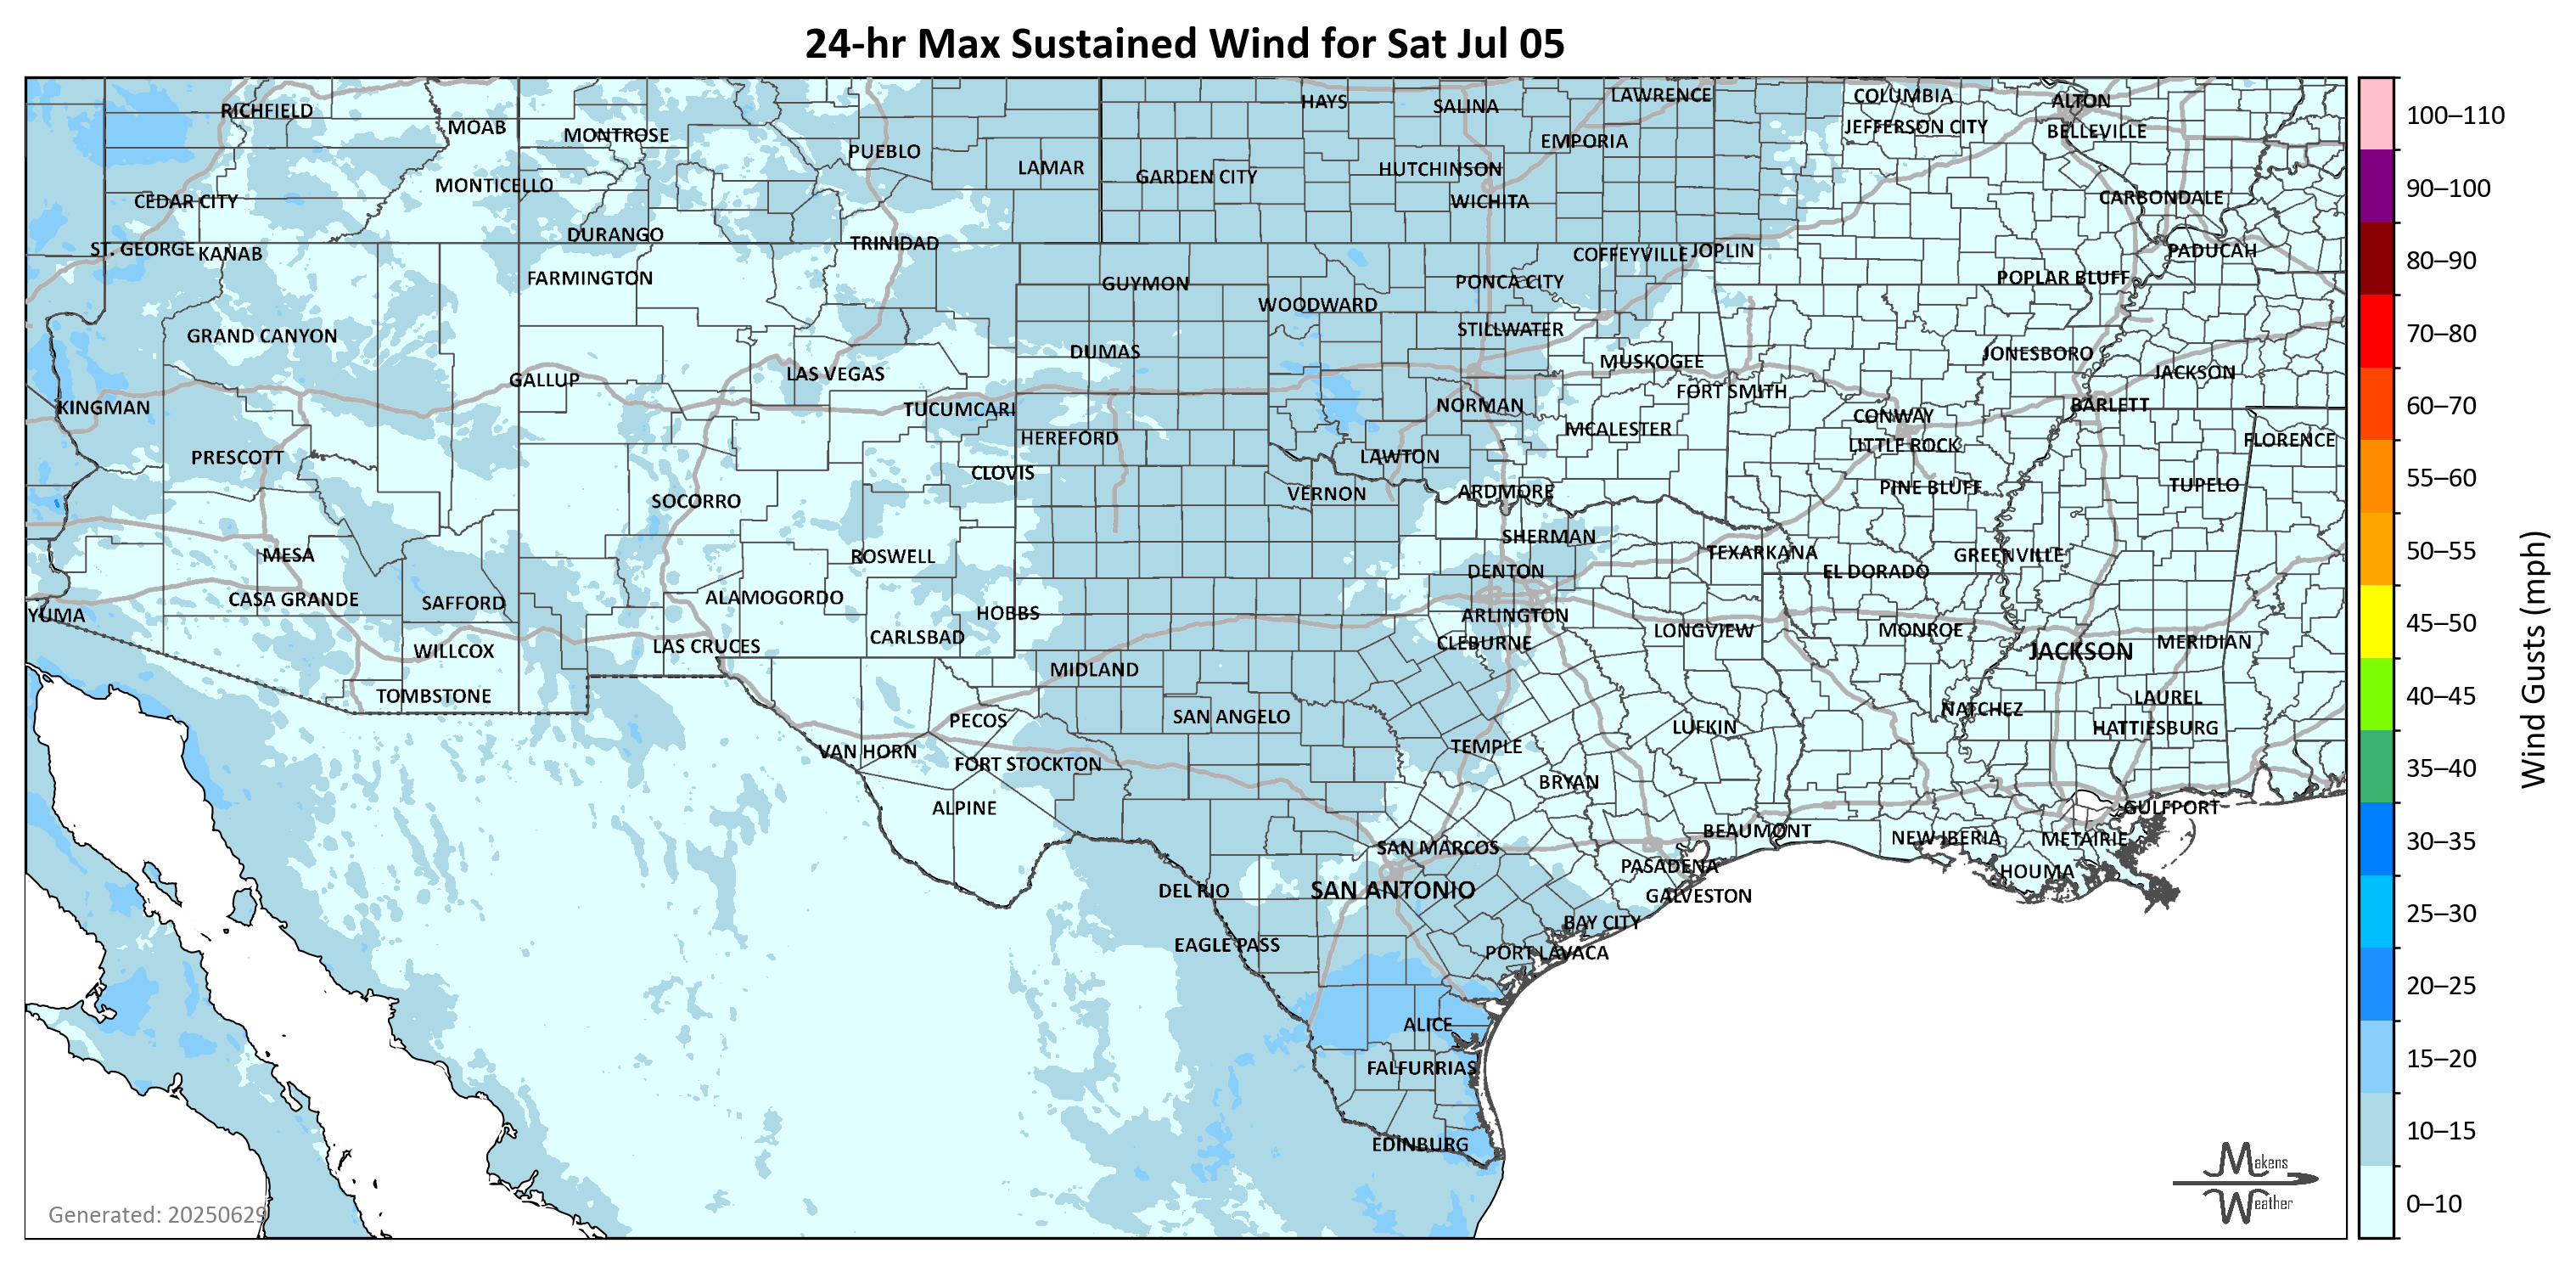 24-hr Max Sustained Wind for Sat Jul 05
RICHFIELD
MOAB
MONTROSE
PUEBLO
LAMAR
HAYS
SALINA
LAWRENCE
COLUMBIA
ALTON
JEFFERSON CITY
BELLEVILLE
EMPORIA
GARDEN CITY
HUTCHINSON
WICHITA
CEDAR CITY
MONTICELLO
CARBONDALE
ST. GEORGE
KANAB
DURANGO
TRINIDAD
COFFEYVILLE
JOPLIN
PADUCAH
FARMINGTON
GUYMON
WOODWARD
PONCA CITY
POPLAR BLUFF
GRAND CANYON
STILLWATER
DUMAS
MUSKOGEE
JONESBORO
JACKSON
GALLUP
LAS VEGAS
FORT SMITH
KINGMAN
TUCUMCARI
NORMAN
CONWAY
BARLETT
HEREFORD
MCALESTER
LITTLE ROCK
FLORENCE
PRESCOTT
CLOVIS
LAWTON
SOCORRO
VERNON
ARDMORE
PINE BLUFF
TUPELO
MESA
ROSWELL
SHERMAN
TEXARKANA
GREENVILLE
DENTON
EL DORADO
CASA GRANDE
SAFFORD
ALAMOGORDO
HOBBS
ARLINGTON
YUMA
CARLSBAD
CLEBURNE
LONGVIEW
MONROE
MERIDIAN
WILLCOX
LAS CRUCES
JACKSON
MIDLAND
TOMBSTONE
LAUREL
PECOS
SAN ANGELO
NATCHEZ
LUFKIN
HATTIESBURG
VAN HORN
FORT STOCKTON
TEMPLE
BRYAN
ALPINE
GULFPORT
BEAUMONT
NEW IBERIA
METAIRIE
SAN MARCOS
PASADENA
HOUMA
DEL RIO
SAN ANTONIO
GALVESTON
BAY CITY
EAGLE PASS
PORT LAVACA
ALICE
FALFURRIAS
EDINBURG
Generated: 20250629
Makens
Weather
100–110
90–100
80–90
70–80
60–70
55–60
50–55
45–50
40–45
35–40
30–35
25–30
20–25
15–20
10–15
0–10
Wind Gusts (mph)